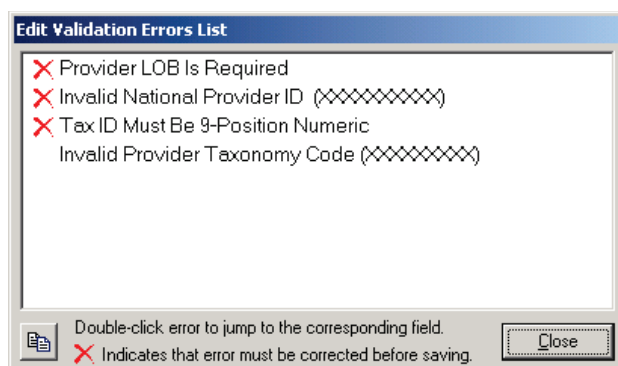 Edit Validation Errors List
Provider LOB Is Required
Invalid National Provider ID (XXXXXXXXXX)
Tax ID Must Be 9-Position Numeric
Invalid Provider Taxonomy Code (XXXXXXXXXX)
Double-click error to jump to the corresponding field.
Indicates that error must be corrected before saving.
Close